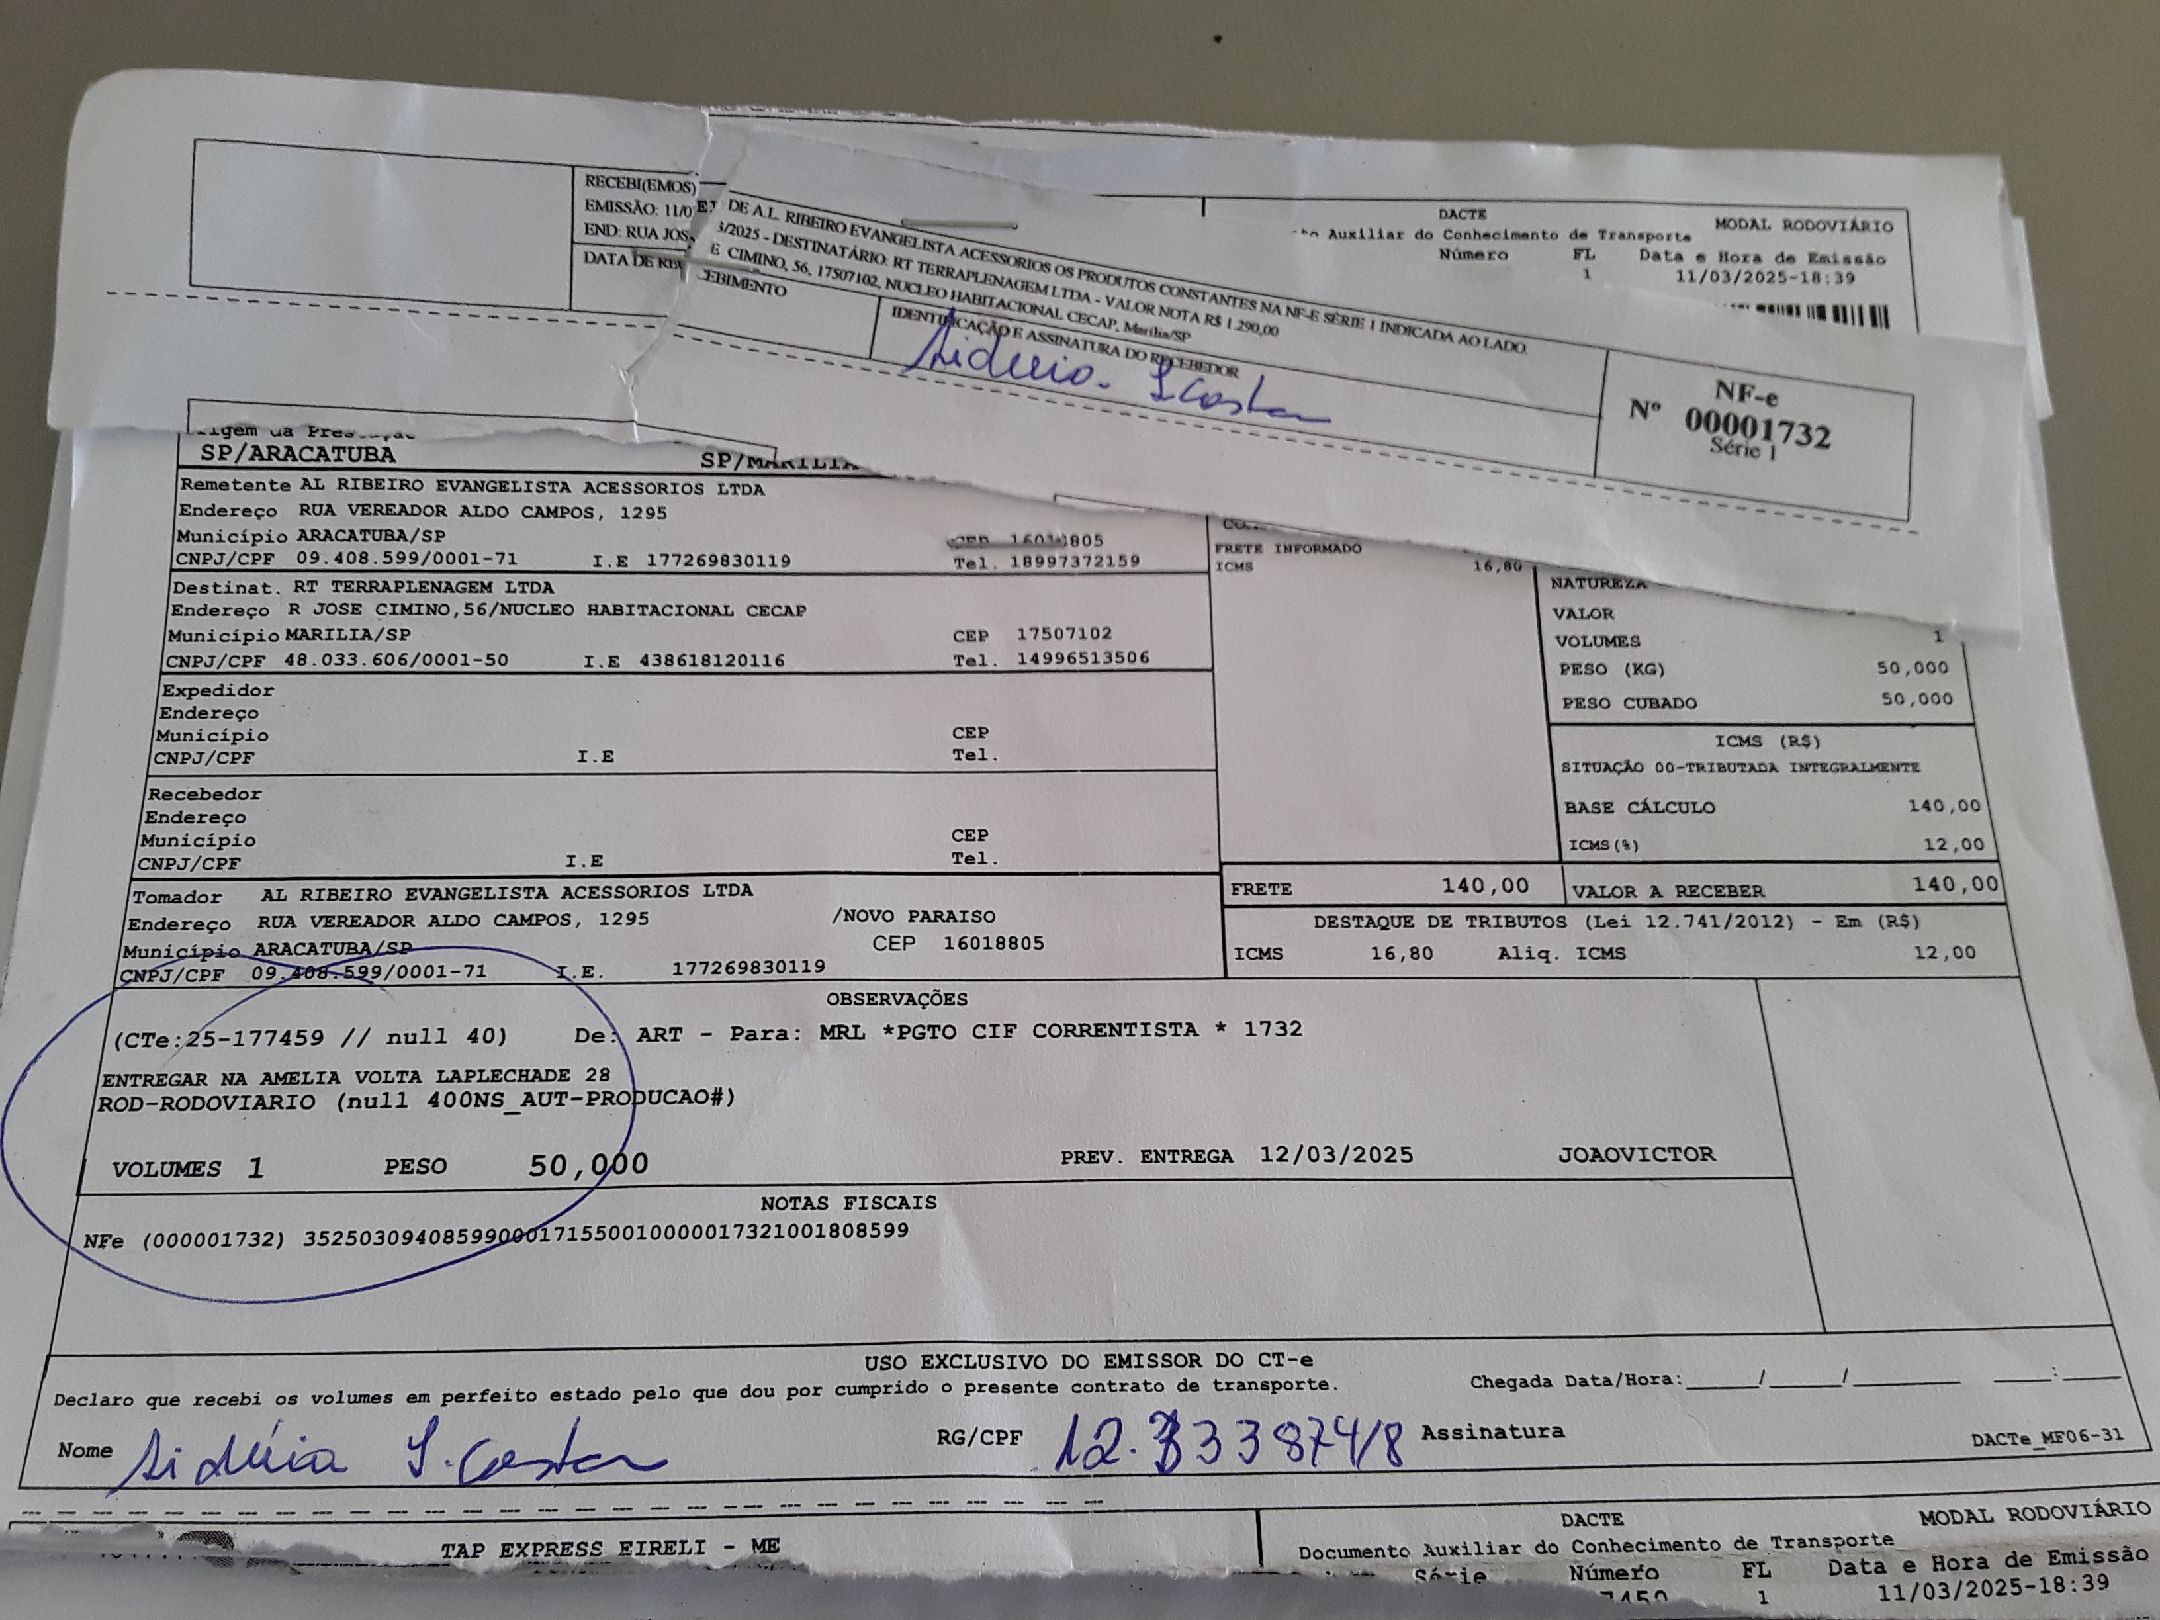 RECEBI(EMOS) DE A.L. RIBEIRO EVANGELISTA ACESSORIOS OS PRODUTOS CONSTANTES NA NF-E SÉRIE 1 INDICADA AO LADO.
EMISSÃO: 11/0 3/2025 - DESTINATÁRIO: RT TERRAPLENAGEM LTDA - VALOR NOTA R$ 1.290,00
END: RUA JOS E CIMINO, 56, 17507102, NUCLEO HABITACIONAL CECAP, Marília/SP
DATA DE RE CEBIMENTO
IDENTIFICAÇÃO E ASSINATURA DO RECEBEDOR
S Costa
NF-e
Nº 00001732
Série 1
DACTE MODAL RODOVIÁRIO
Auxiliar do Conhecimento de Transporte
Número FL Data e Hora de Emissão
1 11/03/2025-18:39
SP/ARACATUBA SP/MARILIA
Remetente AL RIBEIRO EVANGELISTA ACESSORIOS LTDA
Endereço RUA VEREADOR ALDO CAMPOS, 1295
Município ARACATUBA/SP CEP 16018805
CNPJ/CPF 09.408.599/0001-71 I.E 177269830119 Tel. 18997372159
Destinat. RT TERRAPLENAGEM LTDA
Endereço R JOSE CIMINO,56/NUCLEO HABITACIONAL CECAP
Município MARILIA/SP CEP 17507102
CNPJ/CPF 48.033.606/0001-50 I.E 438618120116 Tel. 14996513506
Expedidor
Endereço
Município CEP
CNPJ/CPF I.E Tel.
Recebedor
Endereço
Município CEP
CNPJ/CPF I.E Tel.
Tomador AL RIBEIRO EVANGELISTA ACESSORIOS LTDA
Endereço RUA VEREADOR ALDO CAMPOS, 1295 /NOVO PARAISO
Município ARACATUBA/SP CEP 16018805
CNPJ/CPF 09.408.599/0001-71 I.E. 177269830119
FRETE INFORMADO
ICMS 16,80
NATUREZA
VALOR
VOLUMES 1
PESO (KG) 50,000
PESO CUBADO 50,000
ICMS (R$)
SITUAÇÃO 00-TRIBUTADA INTEGRALMENTE
BASE CÁLCULO 140,00
ICMS(%) 12,00
FRETE 140,00 VALOR A RECEBER 140,00
DESTAQUE DE TRIBUTOS (Lei 12.741/2012) - Em (R$)
ICMS 16,80 Aliq. ICMS 12,00
OBSERVAÇÕES
(CTe:25-177459 // null 40) De: ART - Para: MRL *PGTO CIF CORRENTISTA * 1732
ENTREGAR NA AMELIA VOLTA LAPLECHADE 28
ROD-RODOVIARIO (null 400NS_AUT-PRODUCAO#)
VOLUMES 1 PESO 50,000 PREV. ENTREGA 12/03/2025 JOAOVICTOR
NOTAS FISCAIS
NFe (000001732) 35250309408599000171550010000017321001808599
USO EXCLUSIVO DO EMISSOR DO CT-e
Declaro que recebi os volumes em perfeito estado pelo que dou por cumprido o presente contrato de transporte. Chegada Data/Hora:_____/_____/_______ ____:____
Nome S. Costa RG/CPF Assinatura
DACTe_MF06-31
TAP EXPRESS EIRELI - ME
DACTE MODAL RODOVIÁRIO
Documento Auxiliar do Conhecimento de Transporte
Série Número FL Data e Hora de Emissão
1 11/03/2025-18:39